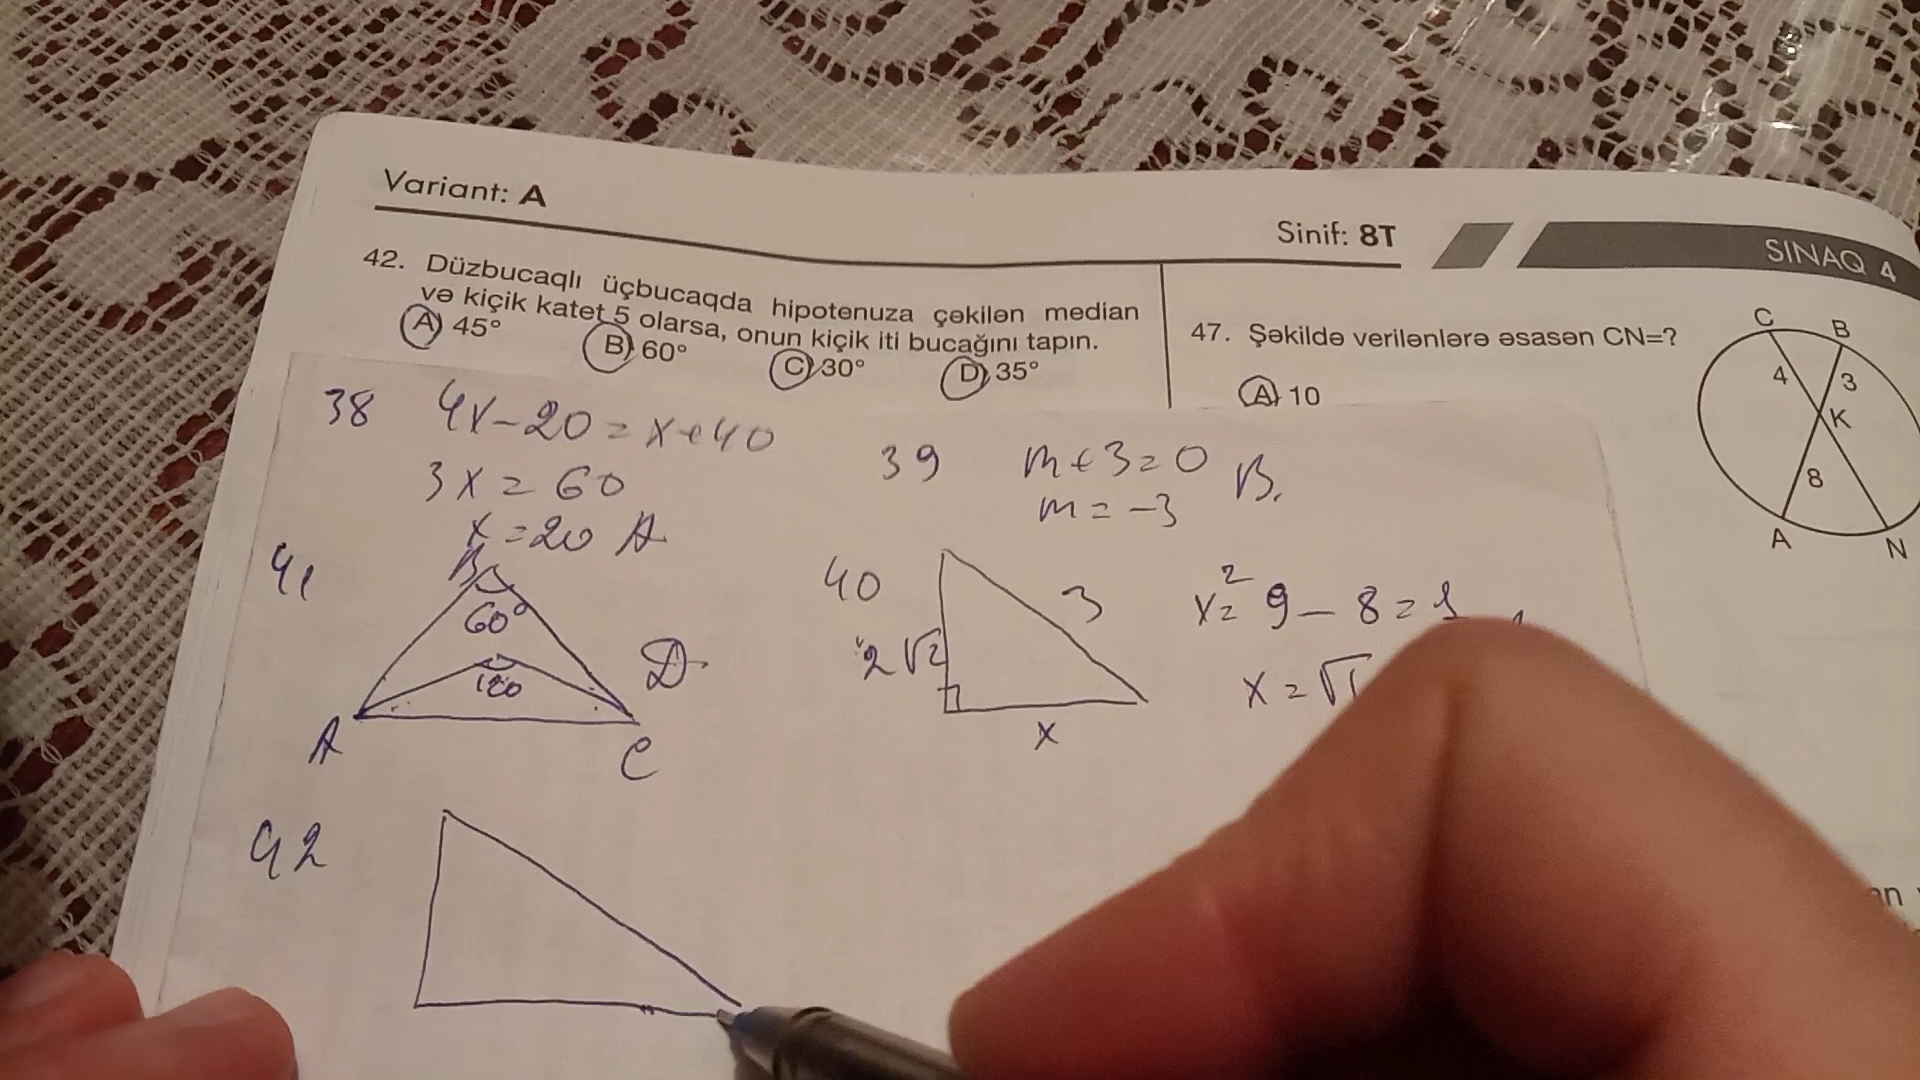 Variant: A
Sinif: 8T
SINAQ 4
42. Düzbucaqlı üçbucaqda hipotenuza çəkilən median
və kiçik katet 5 olarsa, onun kiçik iti bucağını tapın.
A) 45° B) 60° C) 30° D) 35°
47. Şəkildə verilənlərə əsasən CN=?
A) 10
C B
4 3
K
8
A N
38 4x-20=x+40
3x=60
x=20 A
39 m+3=0
m=-3 B.
41 B
60°
120
A C
D
40
2√2 3
x
x²=9-8=1
x=√1
42